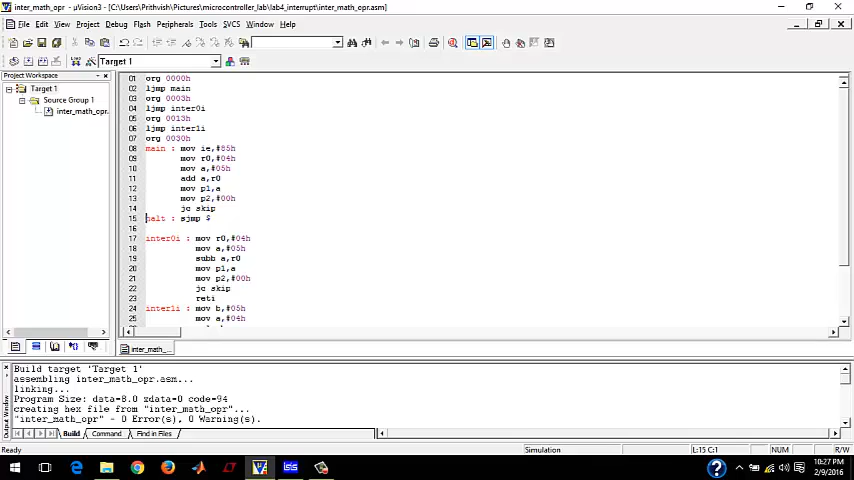 inter_math_opr - µVision3 - [C:\Users\Prithvish\Pictures\microcontroller_lab\lab4_interrupt\inter_math_opr.asm]
File Edit View Project Debug Flash Peripherals Tools SVCS Window Help
Target 1
Project Workspace
Target 1
Source Group 1
inter_math_opr.
01 org 0000h
02 ljmp main
03 org 0003h
04 ljmp inter0i
05 org 0013h
06 ljmp inter1i
07 org 0030h
08 main : mov ie,#85h
09 mov r0,#04h
10 mov a,#05h
11 add a,r0
12 mov p1,a
13 mov p2,#00h
14 jc skip
15 halt : sjmp $
16
17 inter0i : mov r0,#04h
18 mov a,#05h
19 subb a,r0
20 mov p1,a
21 mov p2,#00h
22 jc skip
23 reti
24 inter1i : mov b,#05h
25 mov a,#04h
inter_math_...
Build target 'Target 1'
assembling inter_math_opr.asm...
linking...
Program Size: data=8.0 xdata=0 code=94
creating hex file from "inter_math_opr"...
"inter_math_opr" - 0 Error(s), 0 Warning(s).
Output Window
Build Command Find in Files
Ready Simulation L:15 C:1 NUM R/W
10:27 PM
2/9/2016